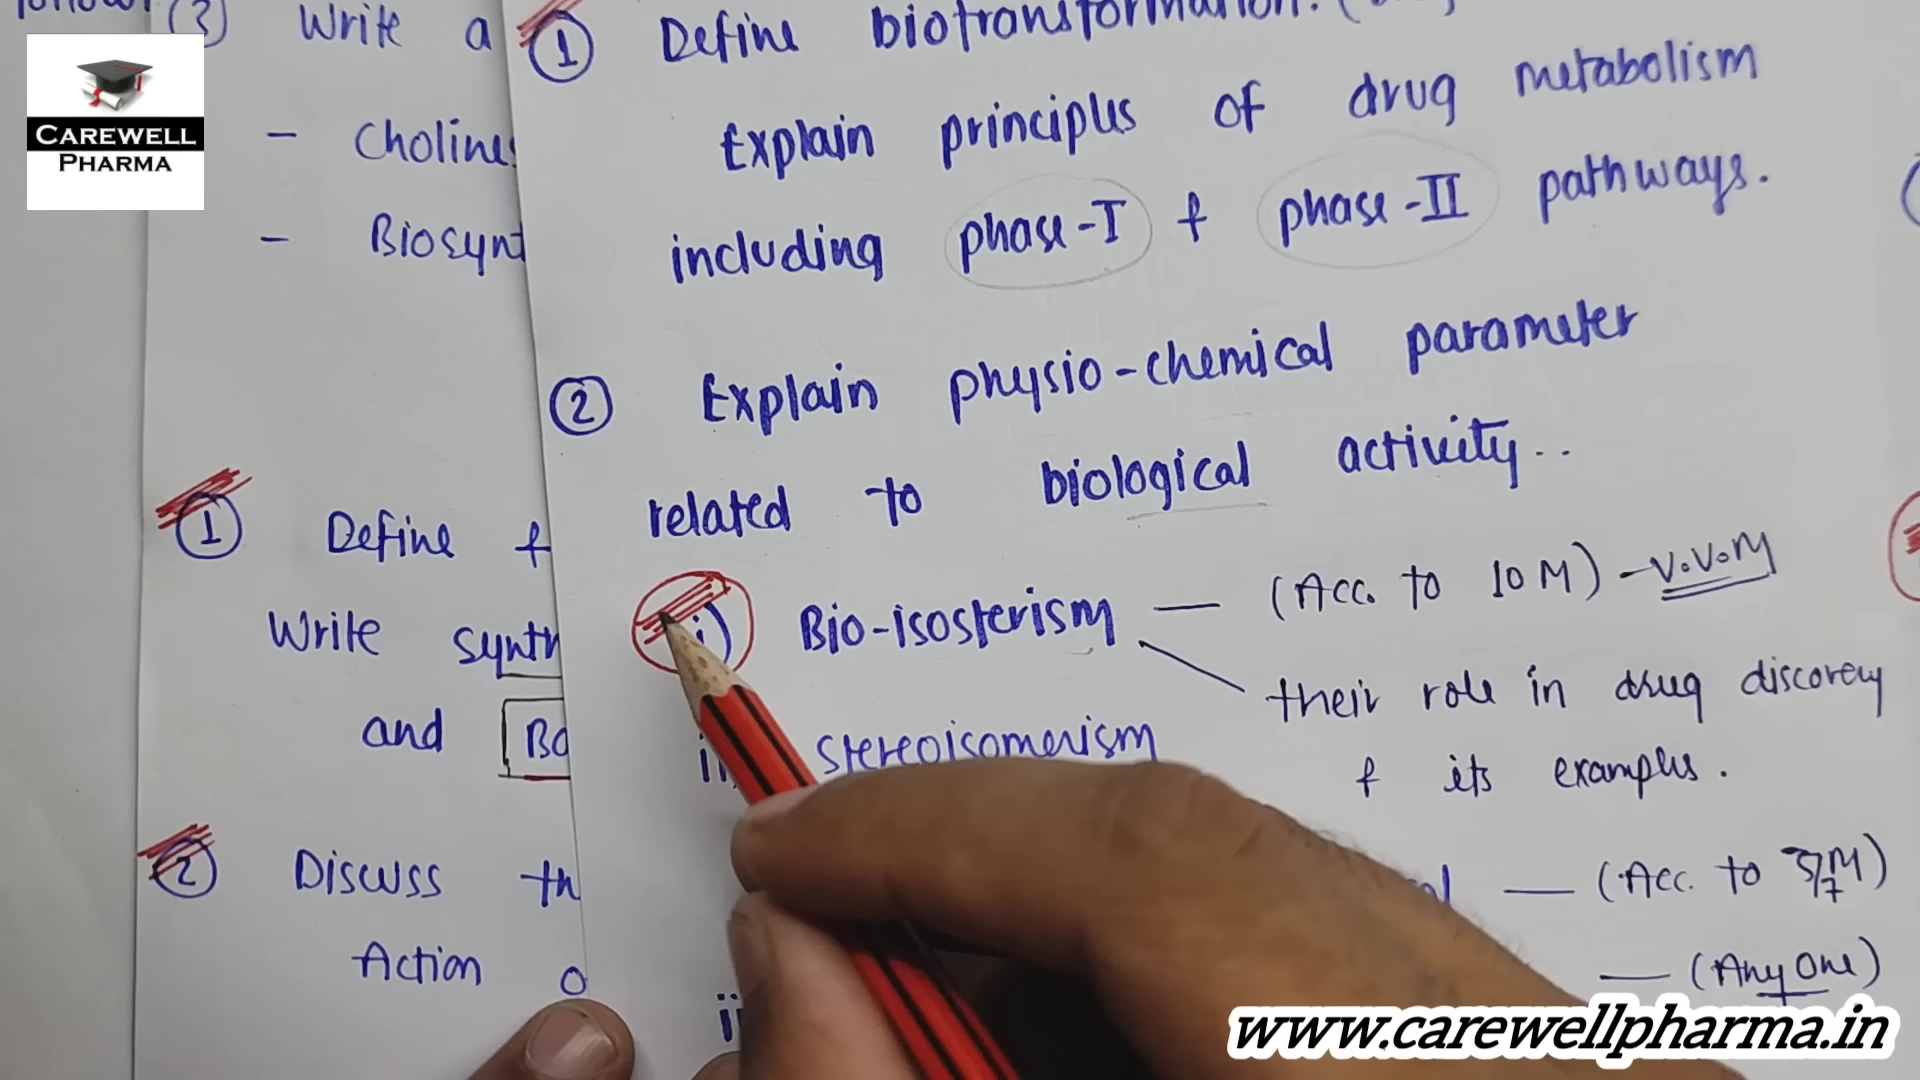 (3) Write a
- Choline
- Biosynt
① Define &
Write synth
and Ba
② Discuss th
Action o
① Define biotransformation.
Explain principles of drug metabolism
including phase-I & phase-II pathways.
② Explain physio-chemical parameter
related to biological activity..
i) Bio-isosterism — (Acc. to 10 M) - V.V.M
their role in drug discovery
& its examples.
stereoisomerism
— (Acc. to 5/7M)
— (Any One)
CAREWELL
PHARMA
www.carewellpharma.in